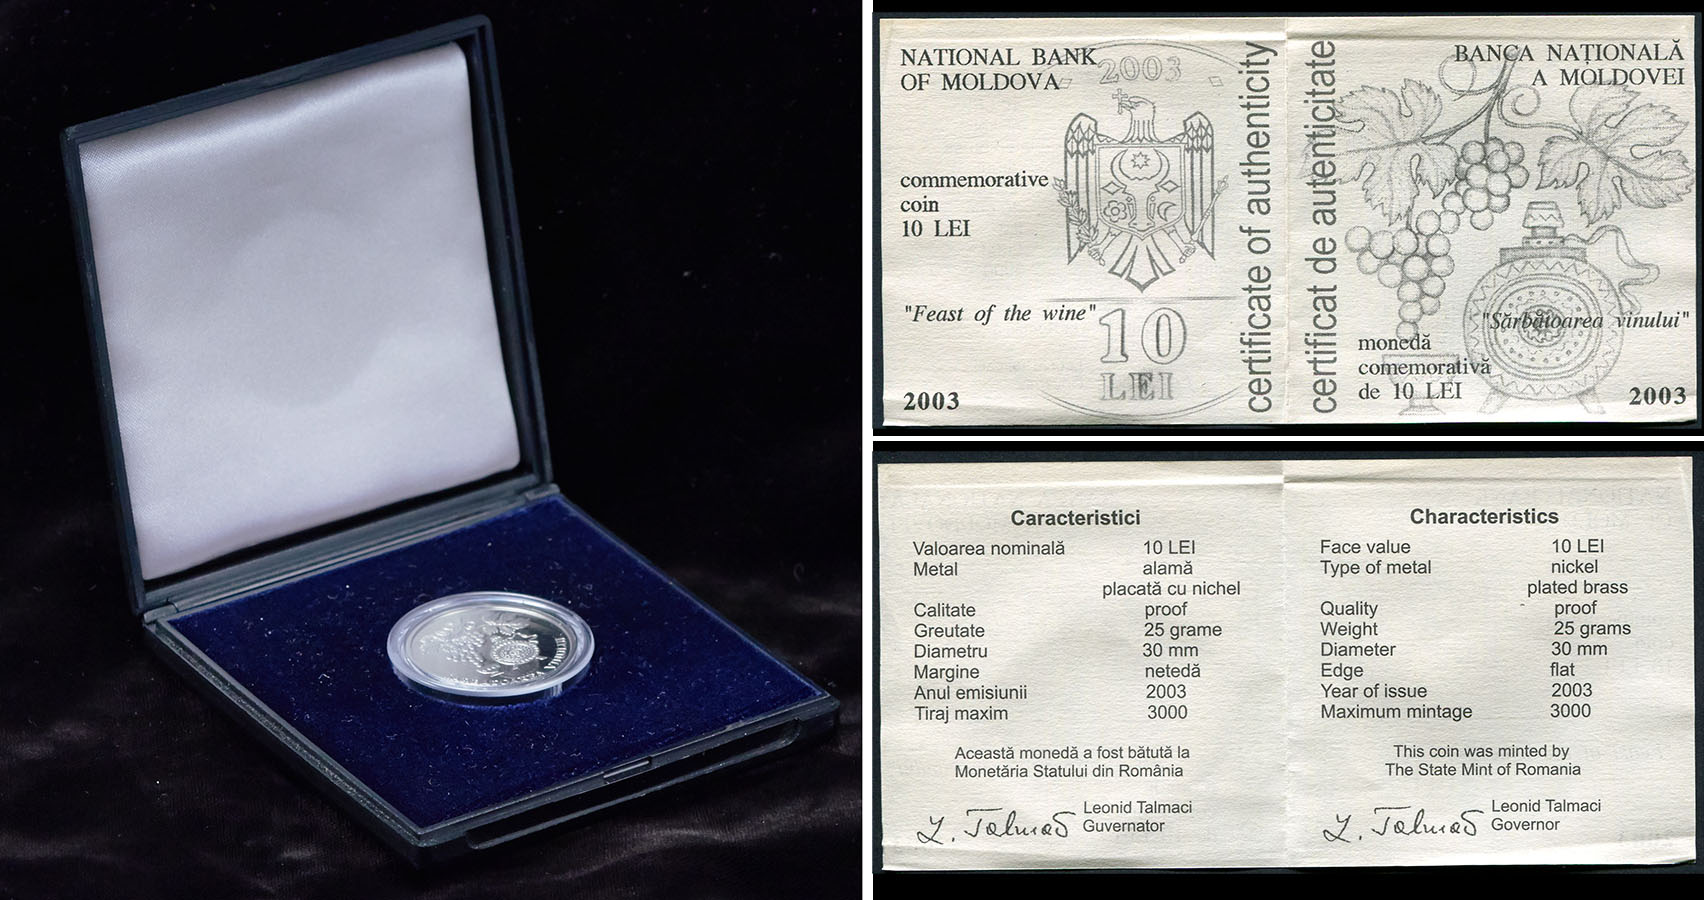 VINULUI
NATIONAL BANK
OF MOLDOVA
2003
commemorative
coin
10 LEI
"Feast of the wine"
10
LEI
2003
certificate of authenticity
certificat de autenticitate
BANCA NAȚIONALĂ
A MOLDOVEI
"Sărbătoarea vinului"
monedă
comemorativă
de 10 LEI
2003
Caracteristici
Valoarea nominală 10 LEI
Metal alamă
placată cu nichel
Calitate proof
Greutate 25 grame
Diametru 30 mm
Margine netedă
Anul emisiunii 2003
Tiraj maxim 3000
Această monedă a fost bătută la
Monetăria Statului din România
L. Talmaci
Leonid Talmaci
Guvernator
Characteristics
Face value 10 LEI
Type of metal nickel
plated brass
Quality proof
Weight 25 grams
Diameter 30 mm
Edge flat
Year of issue 2003
Maximum mintage 3000
This coin was minted by
The State Mint of Romania
L. Talmaci
Leonid Talmaci
Governor